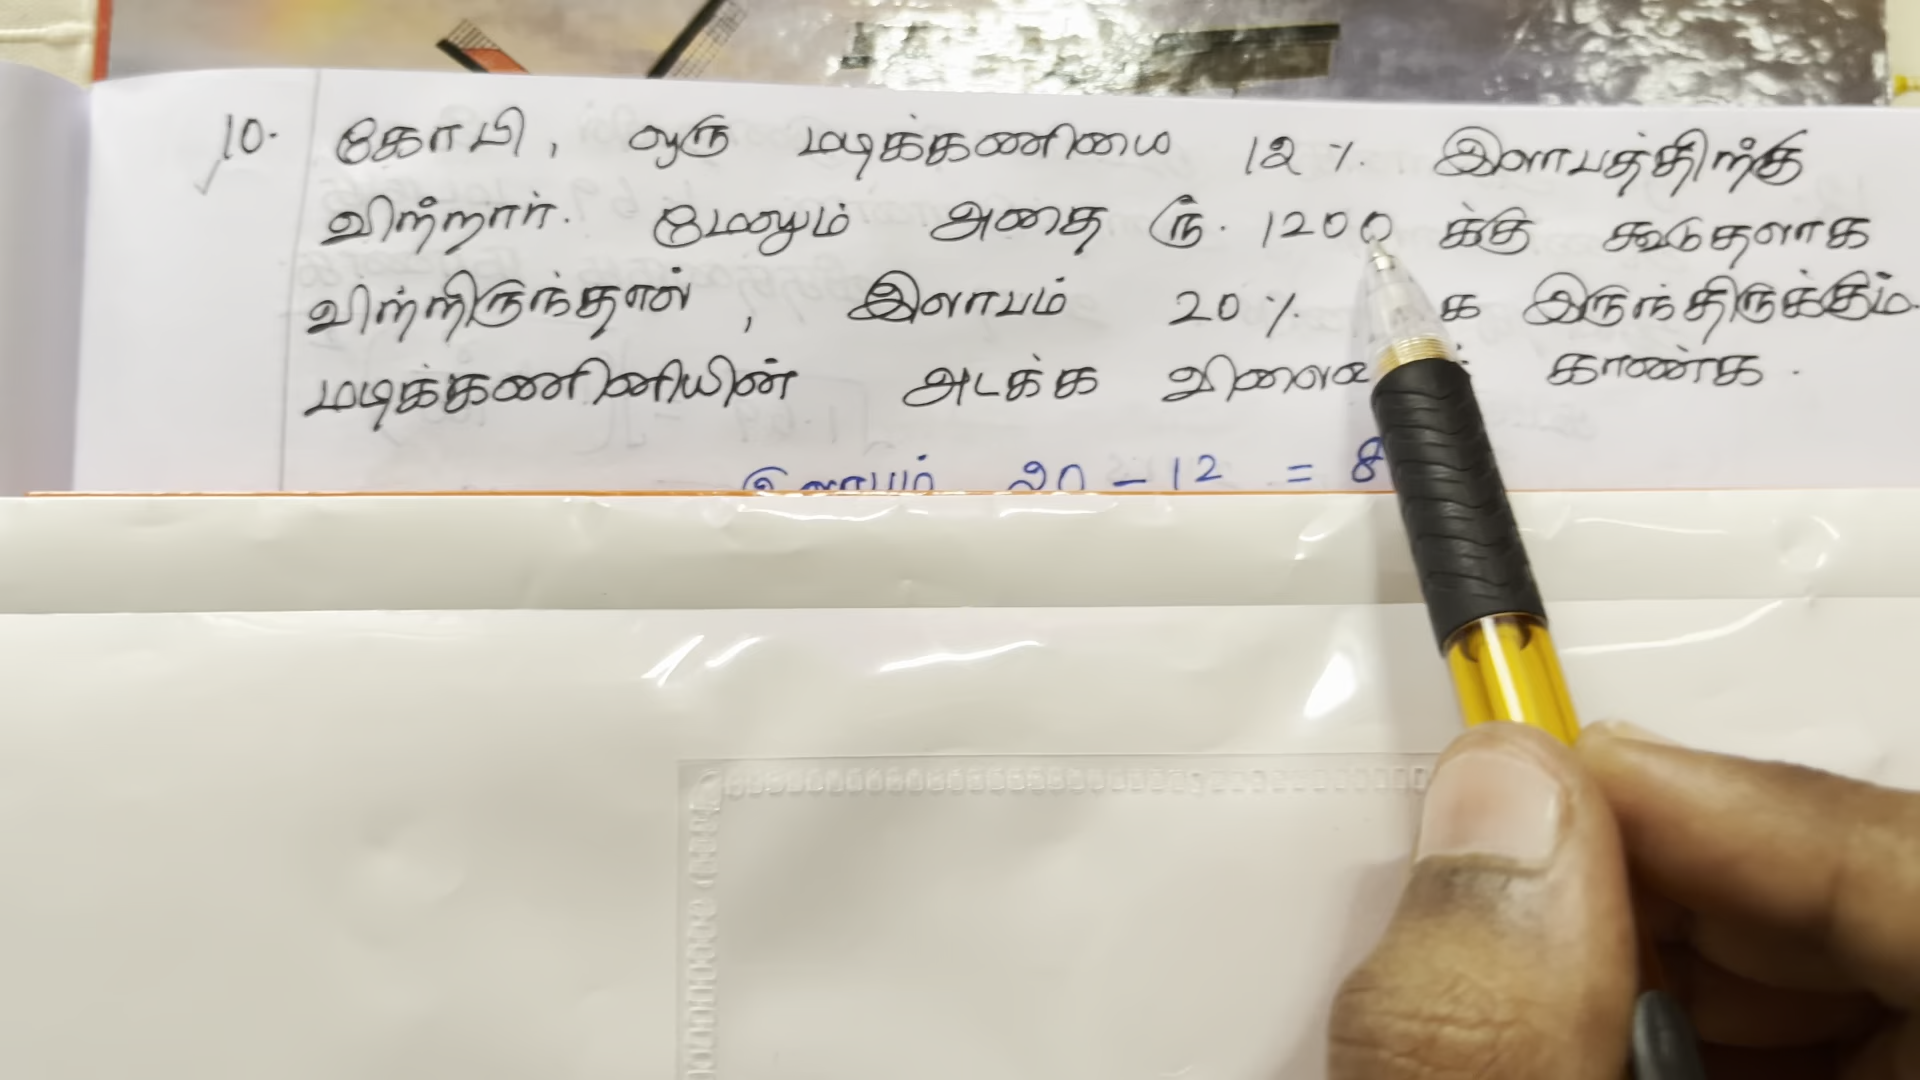 10. கோபி, ஒரு மடிக்கணினியை 12 %. இலாபத்திற்கு
விற்றார். மேலும் அதை ரூ. 1200 க்கு கூடுதலாக
விற்றிருந்தால், இலாபம் 20 %. க இருந்திருக்கும்.
மடிக்கணினியின் அடக்க காண்க.
இலாபம் 20 - 12 = 8